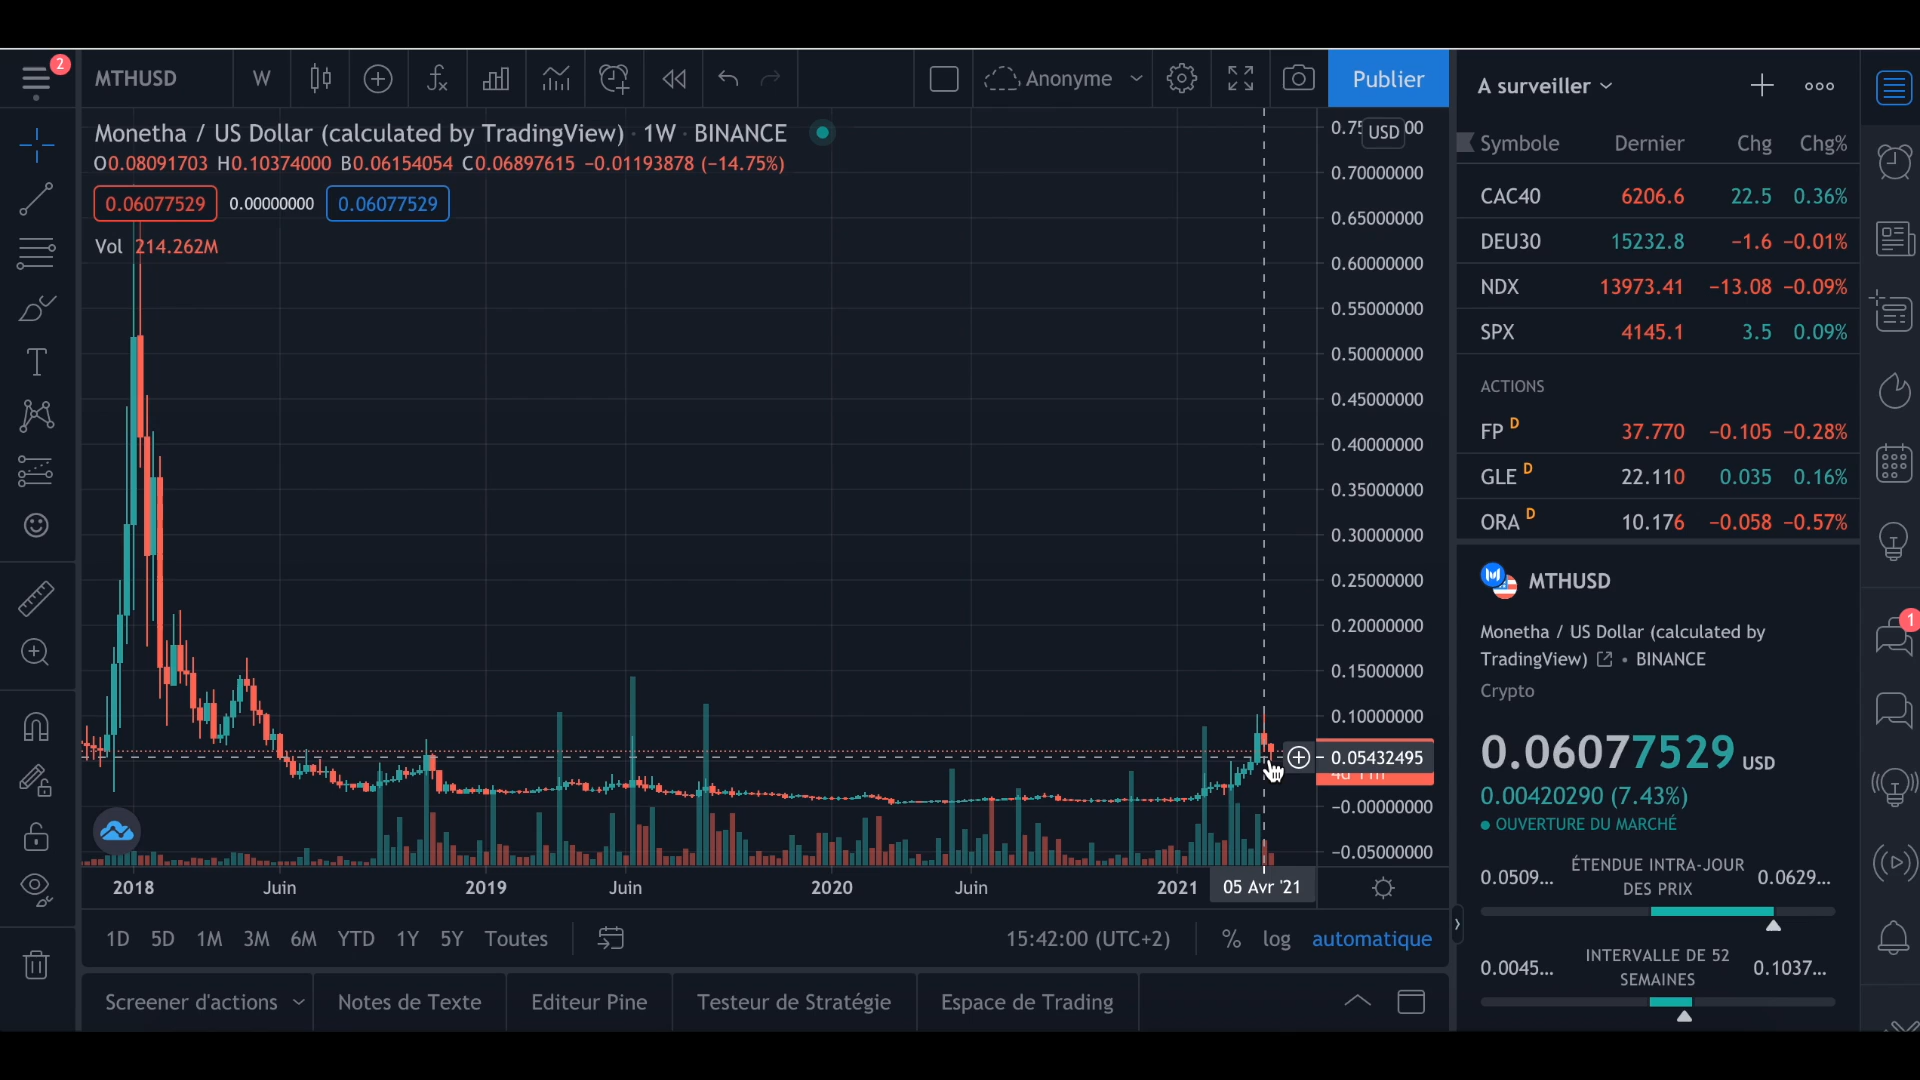 2
MTHUSD
W
Anonyme
Publier
Monetha / US Dollar (calculated by TradingView) · 1W · BINANCE
O0.08091703 H0.10374000 B0.06154054 C0.06897615 −0.01193878 (−14.75%)
0.06077529 0.00000000 0.06077529
Vol 214.262M
USD
0.70000000
0.65000000
0.60000000
0.55000000
0.50000000
0.45000000
0.40000000
0.35000000
0.30000000
0.25000000
0.20000000
0.15000000
0.10000000
0.05432495
−0.00000000
−0.05000000
2018 Juin 2019 Juin 2020 Juin 2021 05 Avr '21
1D 5D 1M 3M 6M YTD 1Y 5Y Toutes
15:42:00 (UTC+2) % log automatique
Screener d'actions Notes de Texte Editeur Pine Testeur de Stratégie Espace de Trading
A surveiller
Symbole Dernier Chg Chg%
CAC40 6206.6 22.5 0.36%
DEU30 15232.8 −1.6 −0.01%
NDX 13973.41 −13.08 −0.09%
SPX 4145.1 3.5 0.09%
ACTIONS
FP D 37.770 −0.105 −0.28%
GLE D 22.110 0.035 0.16%
ORA D 10.176 −0.058 −0.57%
MTHUSD
Monetha / US Dollar (calculated by
TradingView) • BINANCE
Crypto
0.06077529 USD
0.00420290 (7.43%)
OUVERTURE DU MARCHÉ
0.0509... ÉTENDUE INTRA-JOUR DES PRIX 0.0629...
0.0045... INTERVALLE DE 52 SEMAINES 0.1037...
1